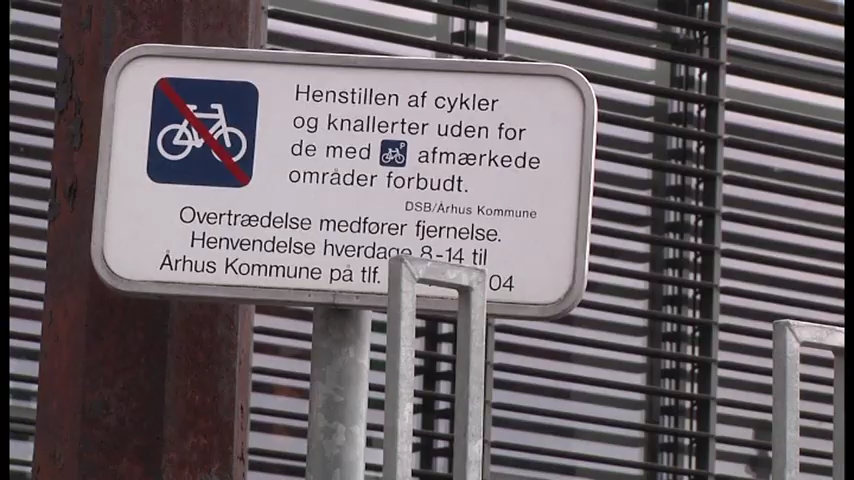 Henstillen af cykler
og knallerter uden for
de med P afmærkede
områder forbudt.
DSB/Århus Kommune
Overtrædelse medfører fjernelse.
Henvendelse hverdage 8-14 til
Århus Kommune på tlf. 04